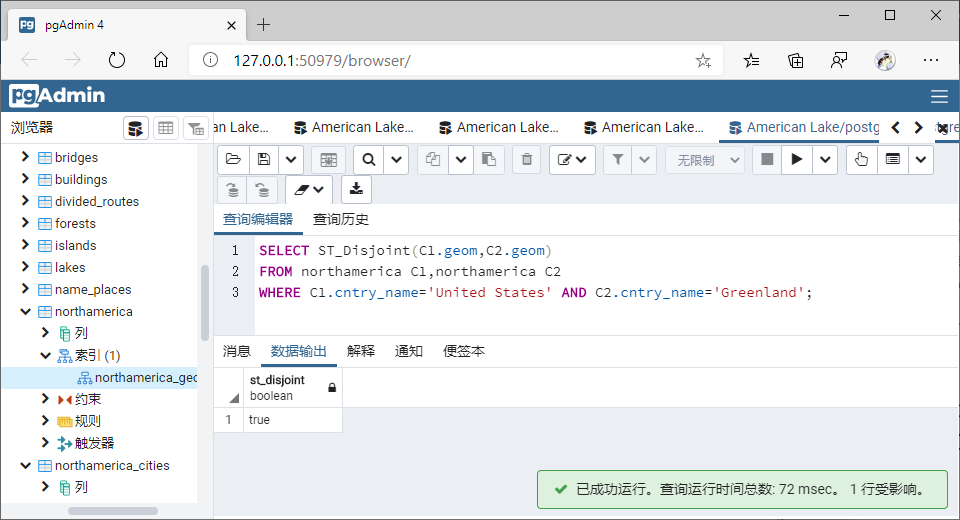 pgAdmin 4
127.0.0.1:50979/browser/
pgAdmin
浏览器
an Lake...
American Lake...
American Lake...
American Lake...
American Lake/postg
bridges
buildings
divided_routes
forests
islands
lakes
name_places
northamerica
列
索引 (1)
northamerica_geo
约束
规则
触发器
northamerica_cities
列
无限制
查询编辑器 查询历史
1 SELECT ST_Disjoint(C1.geom,C2.geom)
2 FROM northamerica C1,northamerica C2
3 WHERE C1.cntry_name='United States' AND C2.cntry_name='Greenland';
消息 数据输出 解释 通知 便签本
st_disjoint
boolean
1 true
已成功运行。查询运行时间总数: 72 msec。 1 行受影响。